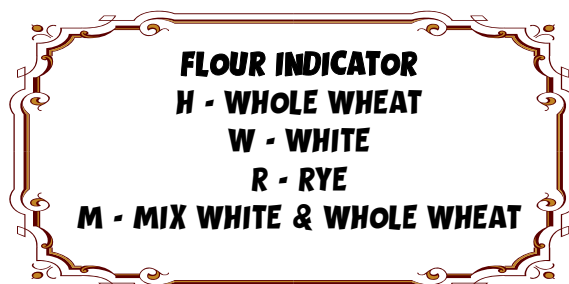 FLOUR INDICATOR
H - WHOLE WHEAT
W - WHITE
R - RYE
M - MIX WHITE & WHOLE WHEAT